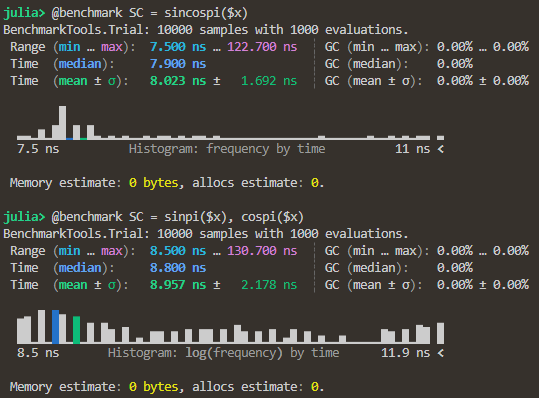 julia> @benchmark SC = sincospi($x)
BenchmarkTools.Trial: 10000 samples with 1000 evaluations.
Range (min … max): 7.500 ns … 122.700 ns ┊ GC (min … max): 0.00% … 0.00%
Time (median): 7.900 ns ┊ GC (median): 0.00%
Time (mean ± σ): 8.023 ns ± 1.692 ns ┊ GC (mean ± σ): 0.00% ± 0.00%
7.5 ns Histogram: frequency by time 11 ns <
Memory estimate: 0 bytes, allocs estimate: 0.
julia> @benchmark SC = sinpi($x), cospi($x)
BenchmarkTools.Trial: 10000 samples with 1000 evaluations.
Range (min … max): 8.500 ns … 130.700 ns ┊ GC (min … max): 0.00% … 0.00%
Time (median): 8.800 ns ┊ GC (median): 0.00%
Time (mean ± σ): 8.957 ns ± 2.178 ns ┊ GC (mean ± σ): 0.00% ± 0.00%
8.5 ns Histogram: log(frequency) by time 11.9 ns <
Memory estimate: 0 bytes, allocs estimate: 0.